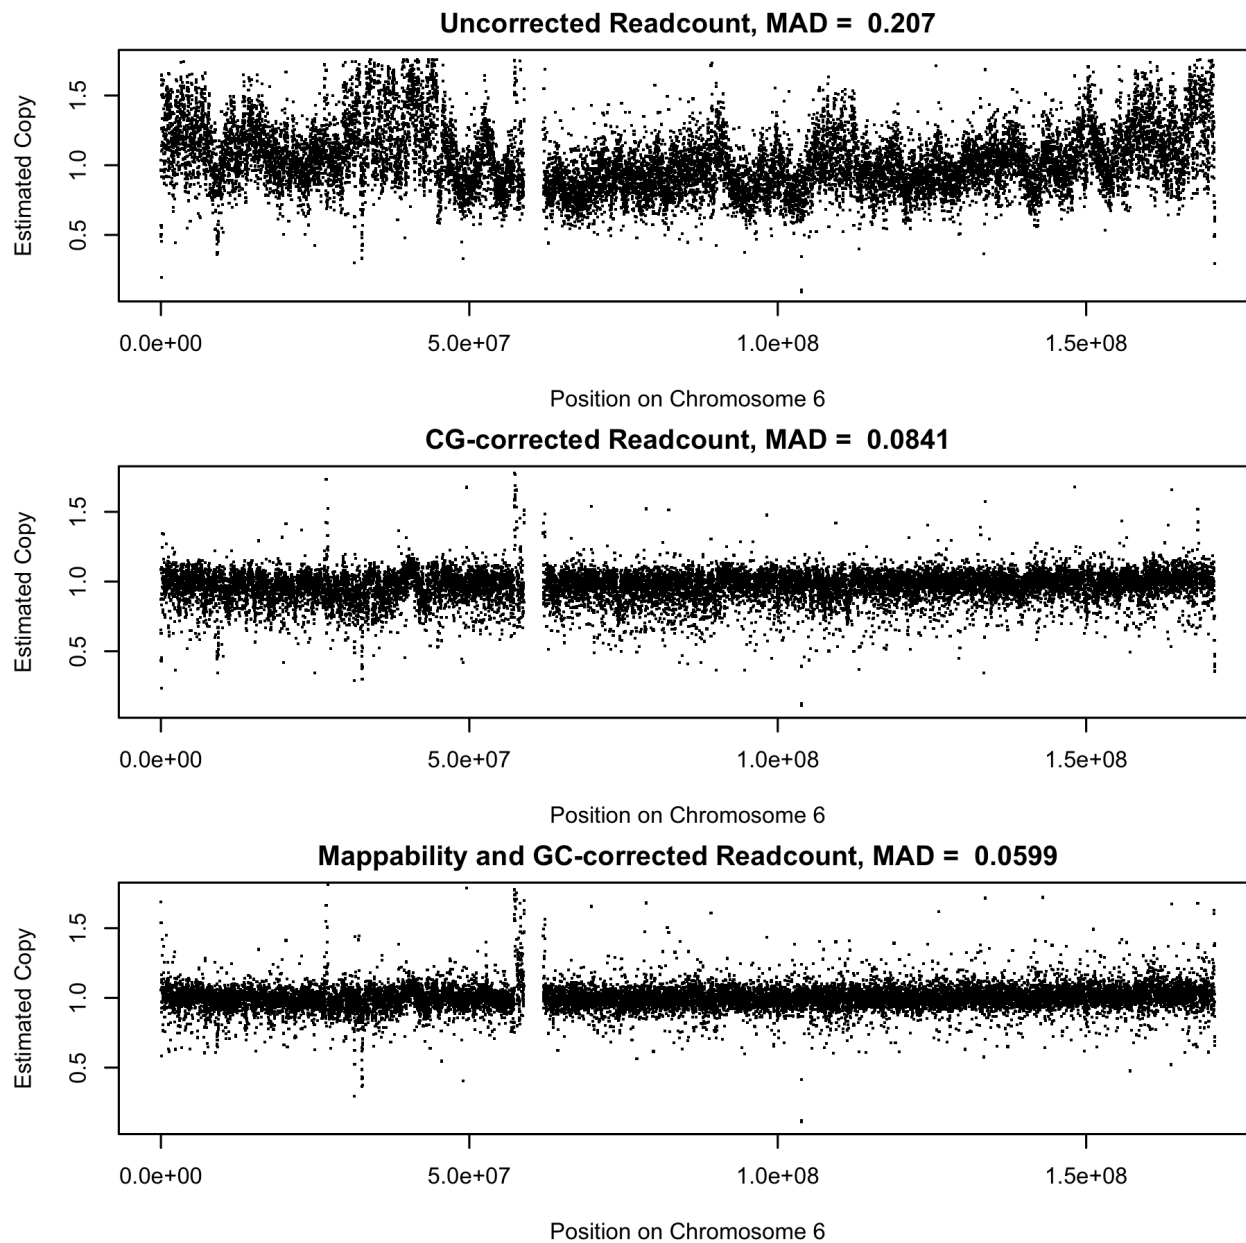 Uncorrected Readcount, MAD =  0.207
Estimated Copy
1.5
1.0
0.5
0.0e+00 5.0e+07 1.0e+08 1.5e+08
Position on Chromosome 6
CG-corrected Readcount, MAD =  0.0841
Estimated Copy
1.5
1.0
0.5
0.0e+00 5.0e+07 1.0e+08 1.5e+08
Position on Chromosome 6
Mappability and GC-corrected Readcount, MAD =  0.0599
Estimated Copy
1.5
1.0
0.5
0.0e+00 5.0e+07 1.0e+08 1.5e+08
Position on Chromosome 6